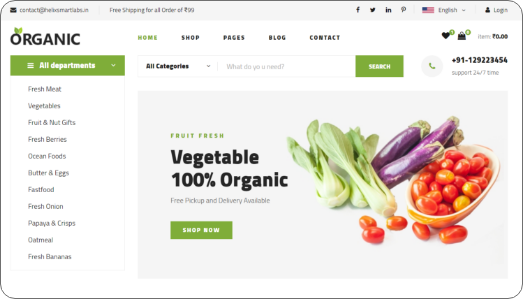 contact@helixsmartlabs.in
Free Shipping for all Order of ₹99
English
Login
ORGANIC
HOME
SHOP
PAGES
BLOG
CONTACT
item: ₹0.00
All departments
All Categories
What do yo u need?
SEARCH
+91-129223454
support 24/7 time
Fresh Meat
Vegetables
Fruit & Nut Gifts
Fresh Berries
Ocean Foods
Butter & Eggs
Fastfood
Fresh Onion
Papaya & Crisps
Oatmeal
Fresh Bananas
FRUIT FRESH
Vegetable
100% Organic
Free Pickup and Delivery Available
SHOP NOW